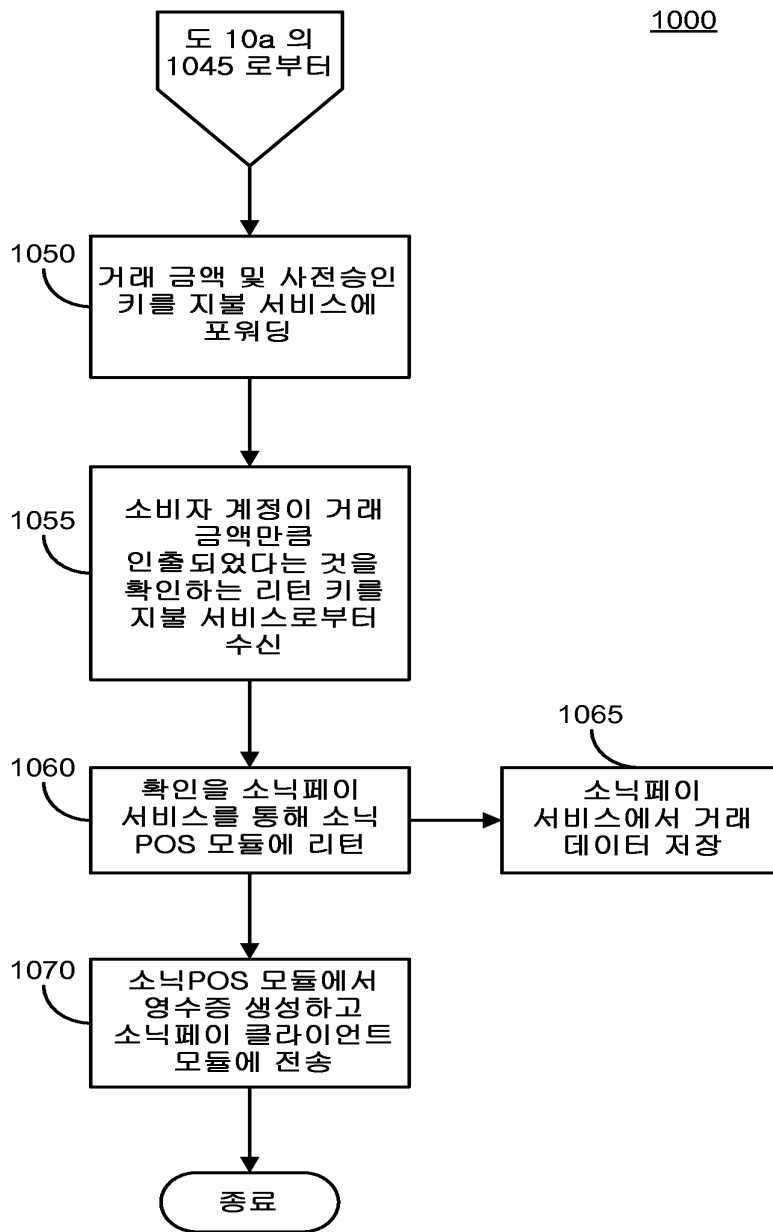 1000
도 10a 의
1045 로부터
1050
거래 금액 및 사전승인
키를 지불 서비스에
포워딩
1055
소비자 계정이 거래
금액만큼
인출되었다는 것을
확인하는 리턴 키를
지불 서비스로부터
수신
1060
확인을 소닉페이
서비스를 통해 소닉
POS 모듈에 리턴
1065
소닉페이
서비스에서 거래
데이터 저장
1070
소닉POS 모듈에서
영수증 생성하고
소닉페이 클라이언트
모듈에 전송
종료